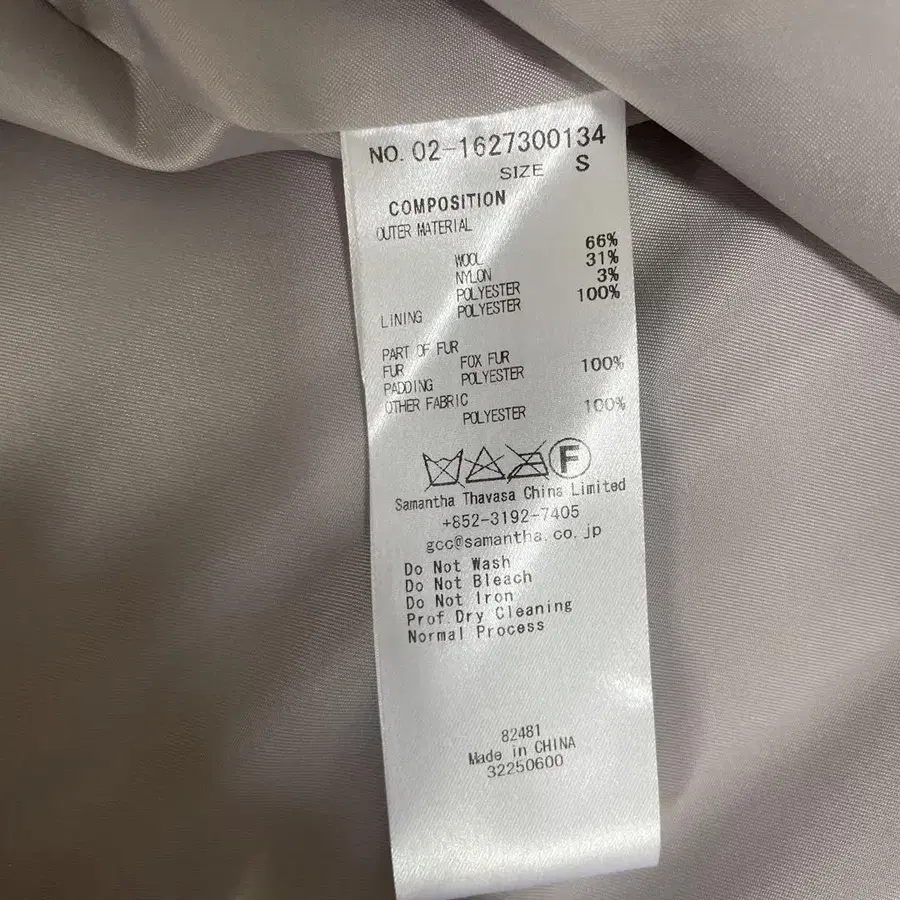 NO. 02-1627300134
SIZE S
COMPOSITION
OUTER MATERIAL
WOOL 66%
NYLON 31%
POLYESTER 3%
LINING POLYESTER 100%
PART OF FUR
FUR FOX FUR 100%
PADDING POLYESTER
OTHER FABRIC
POLYESTER 100%
F
Samantha Thavasa China Limited
+852-3192-7405
gcc@samantha.co.jp
Do Not Wash
Do Not Bleach
Do Not Iron
Prof.Dry Cleaning
Normal Process
82481
Made in CHINA
32250600